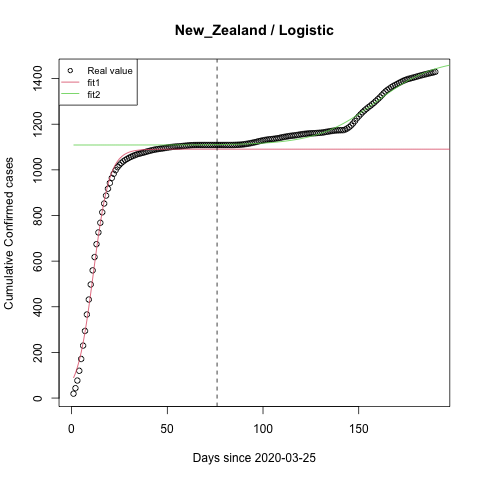 New_Zealand / Logistic
Real value
fit1
fit2
Cumulative Confirmed cases
0
200
400
600
800
1000
1200
1400
0 50 100 150
Days since 2020-03-25